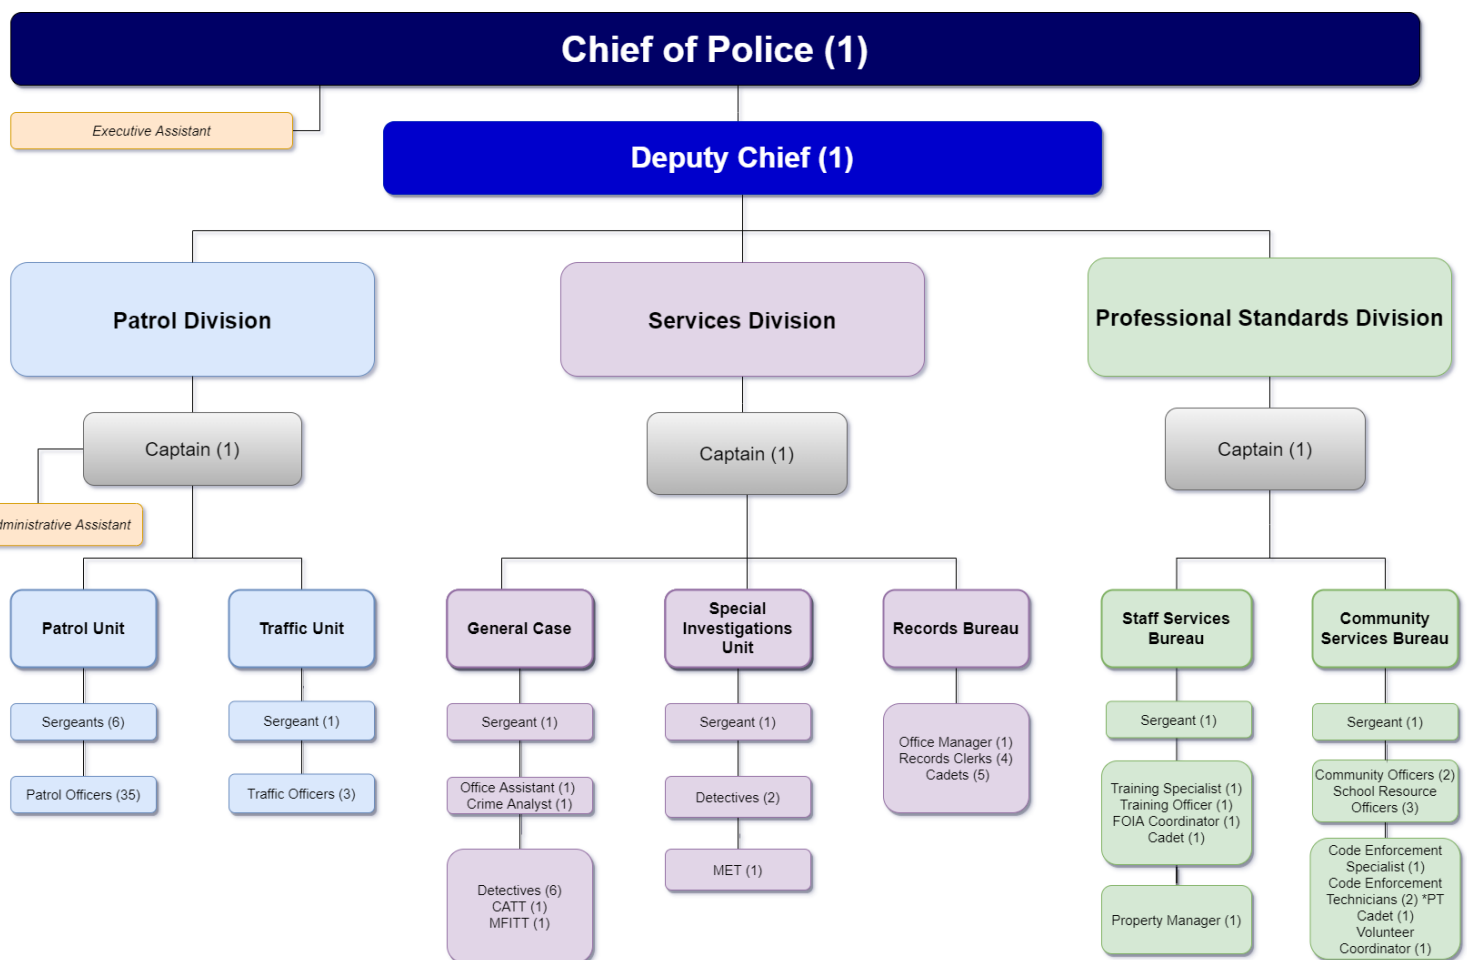 Chief of Police (1)
Executive Assistant
Deputy Chief (1)
Patrol Division
Services Division
Professional Standards Division
Captain (1)
Captain (1)
Captain (1)
Assistant
Patrol Unit
Traffic Unit
General Case
Special
Investigations
Unit
Records Bureau
Staff Services
Bureau
Community
Services Bureau
Sergeants (6)
Sergeant (1)
Sergeant (1)
Sergeant (1)
Office Manager (1)
Records Clerks (4)
Cadets (5)
Sergeant (1)
Sergeant (1)
Patrol Officers (35)
Traffic Officers (3)
Office Assistant (1)
Crime Analyst (1)
Detectives (2)
Training Specialist (1)
Training Officer (1)
FOIA Coordinator (1)
Cadet (1)
Community Officers (2)
School Resource
Officers (3)
Detectives (6)
CATT (1)
MFITT (1)
MET (1)
Property Manager (1)
Code Enforcement
Specialist (1)
Code Enforcement
Technicians (2) *PT
Cadet (1)
Volunteer
Coordinator (1)